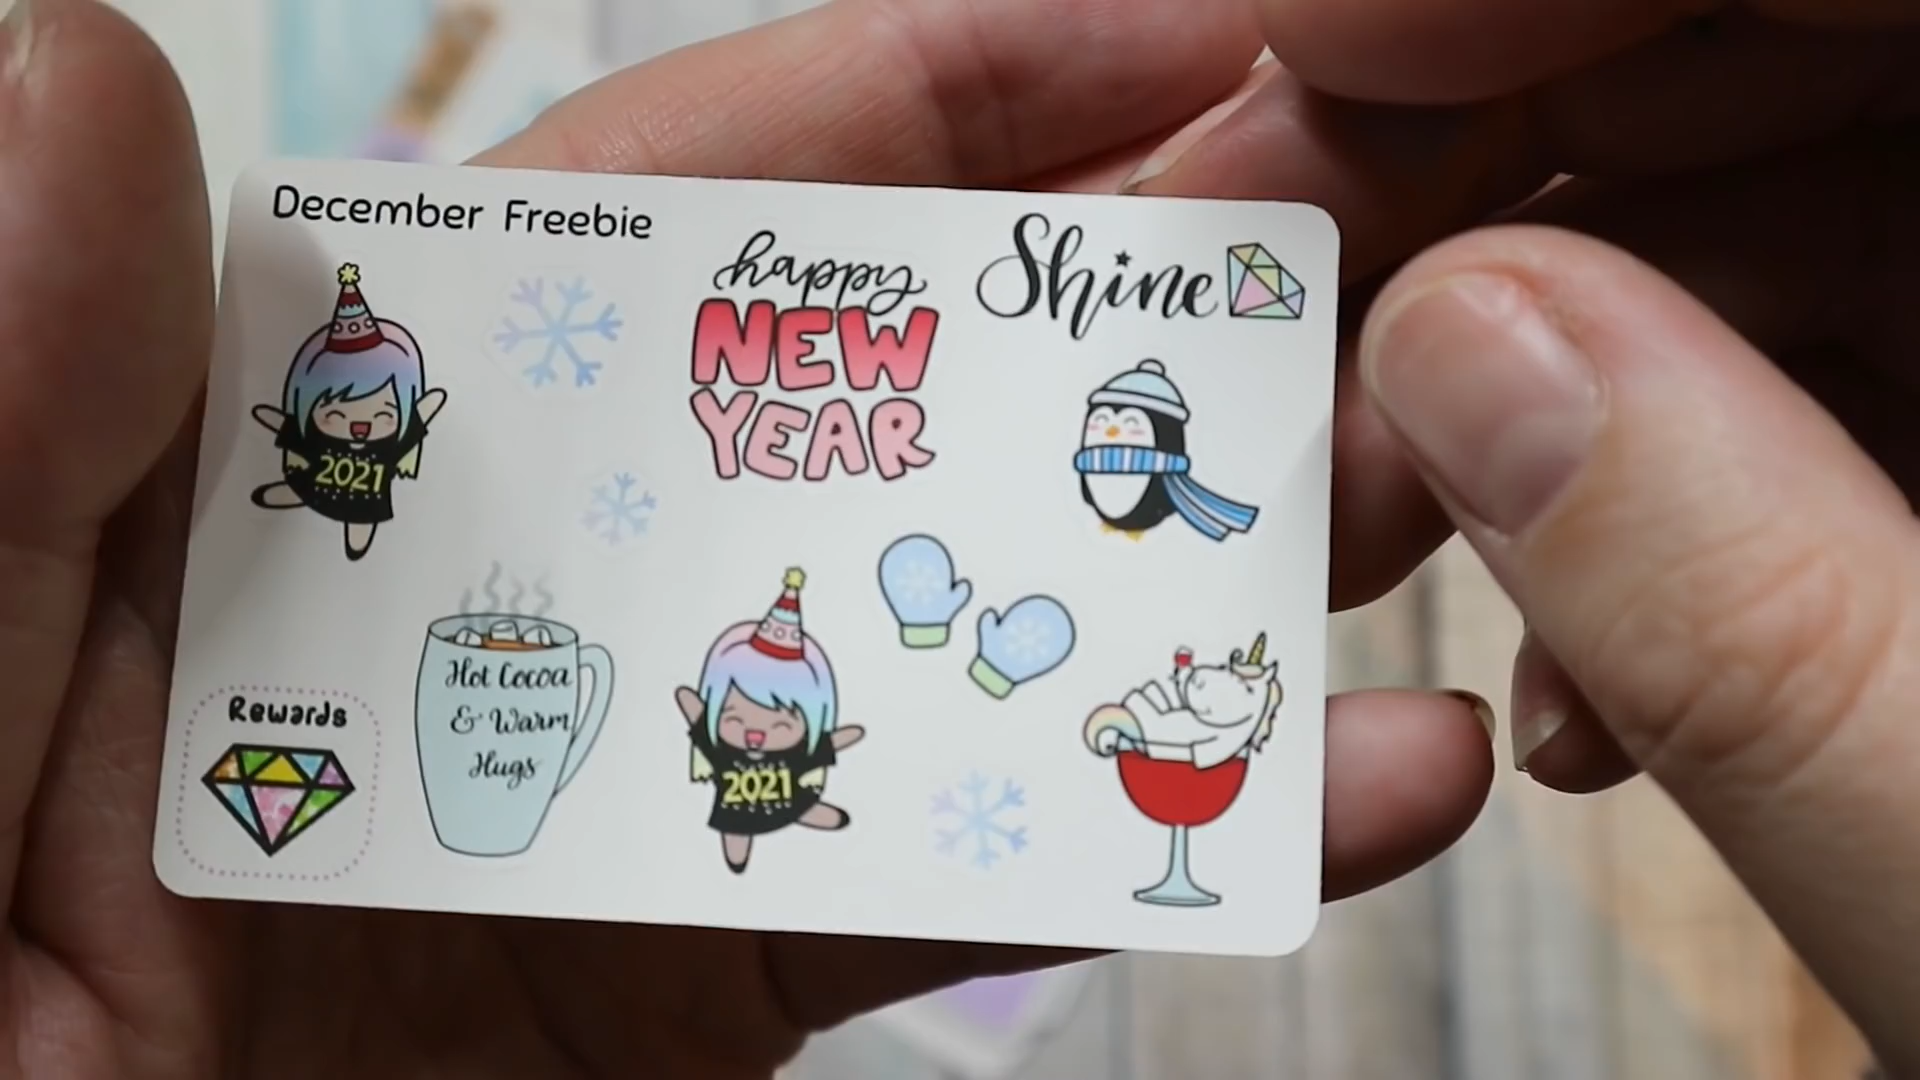 December Freebie
happy
NEW
YEAR
Shine
2021
Hot Cocoa
& Warm
Hugs
Rewards
2021